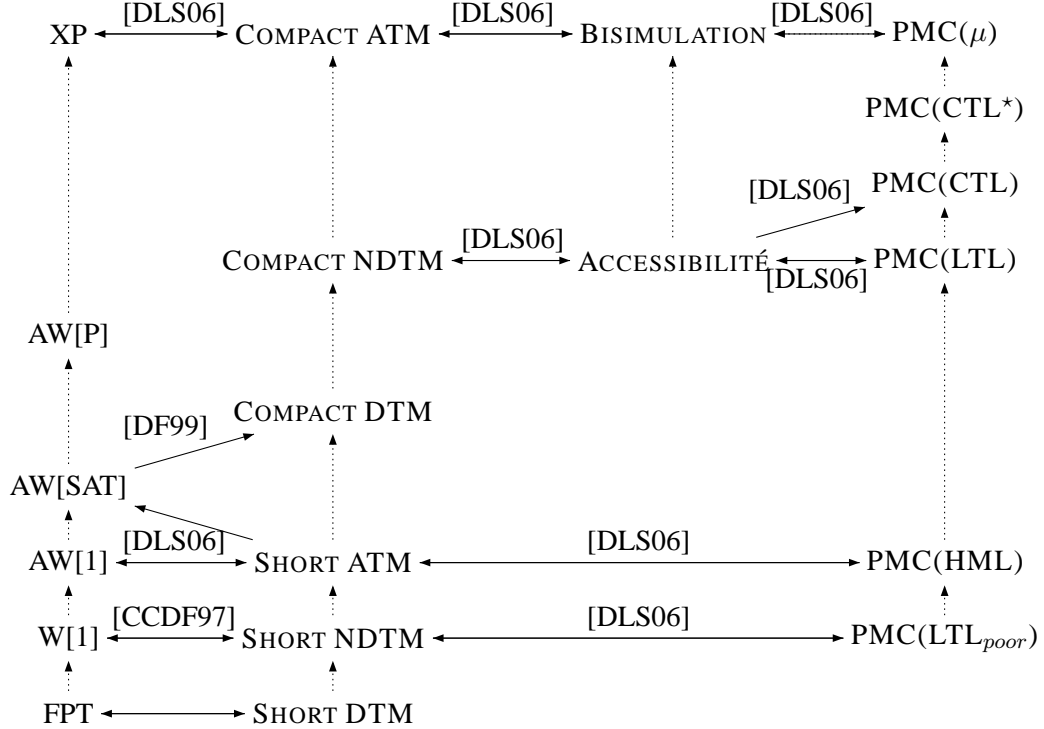 [DLS06] [DLS06] [DLS06]
XP COMPACT ATM BISIMULATION PMC(μ)
PMC(CTL⋆)
[DLS06] PMC(CTL)
[DLS06]
COMPACT NDTM ACCESSIBILITÉ PMC(LTL)
[DLS06]
AW[P]
COMPACT DTM
[DF99]
AW[SAT]
[DLS06] [DLS06]
AW[1] SHORT ATM PMC(HML)
[CCDF97] [DLS06]
W[1] SHORT NDTM PMC(LTLpoor)
FPT SHORT DTM